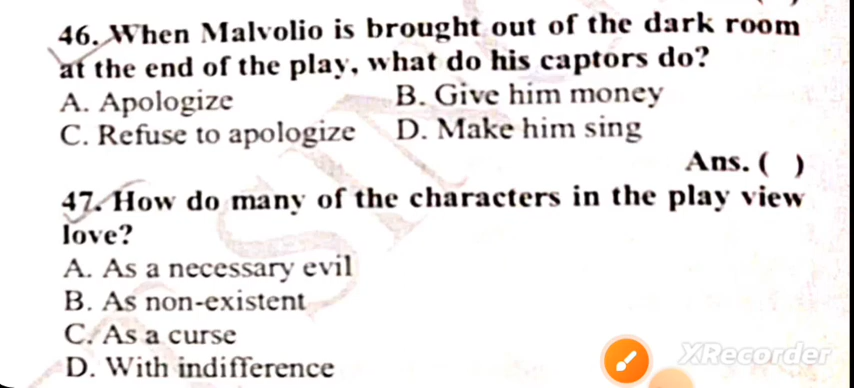 46. When Malvolio is brought out of the dark room
at the end of the play, what do his captors do?
A. Apologize B. Give him money
C. Refuse to apologize D. Make him sing
Ans. ( )
47. How do many of the characters in the play view
love?
A. As a necessary evil
B. As non-existent
C. As a curse
D. With indifference
XRecorder